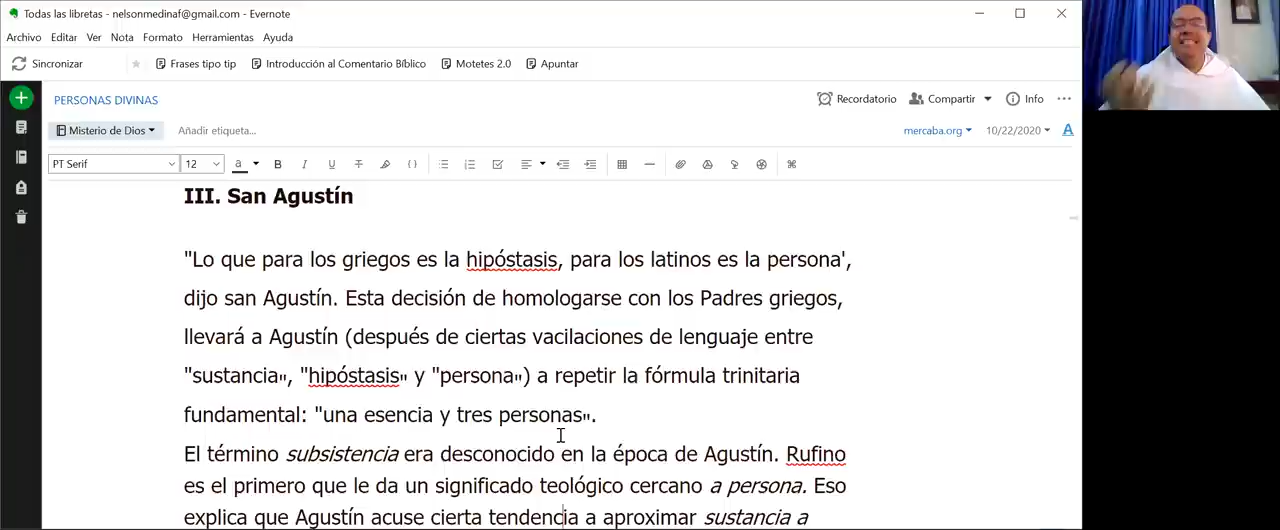 Todas las libretas - nelsonmedinaf@gmail.com - Evernote
Archivo Editar Ver Nota Formato Herramientas Ayuda
Sincronizar Frases tipo tip Introducción al Comentario Bíblico Motetes 2.0 Apuntar
PERSONAS DIVINAS Recordatorio Compartir Info
Misterio de Dios Añadir etiqueta... mercaba.org 10/22/2020
PT Serif 12 a B I U T
III. San Agustín
"Lo que para los griegos es la hipóstasis, para los latinos es la persona',
dijo san Agustín. Esta decisión de homologarse con los Padres griegos,
llevará a Agustín (después de ciertas vacilaciones de lenguaje entre
"sustancia", "hipóstasis" y "persona") a repetir la fórmula trinitaria
fundamental: "una esencia y tres personas".
El término subsistencia era desconocido en la época de Agustín. Rufino
es el primero que le da un significado teológico cercano a persona. Eso
explica que Agustín acuse cierta tendencia a aproximar sustancia a